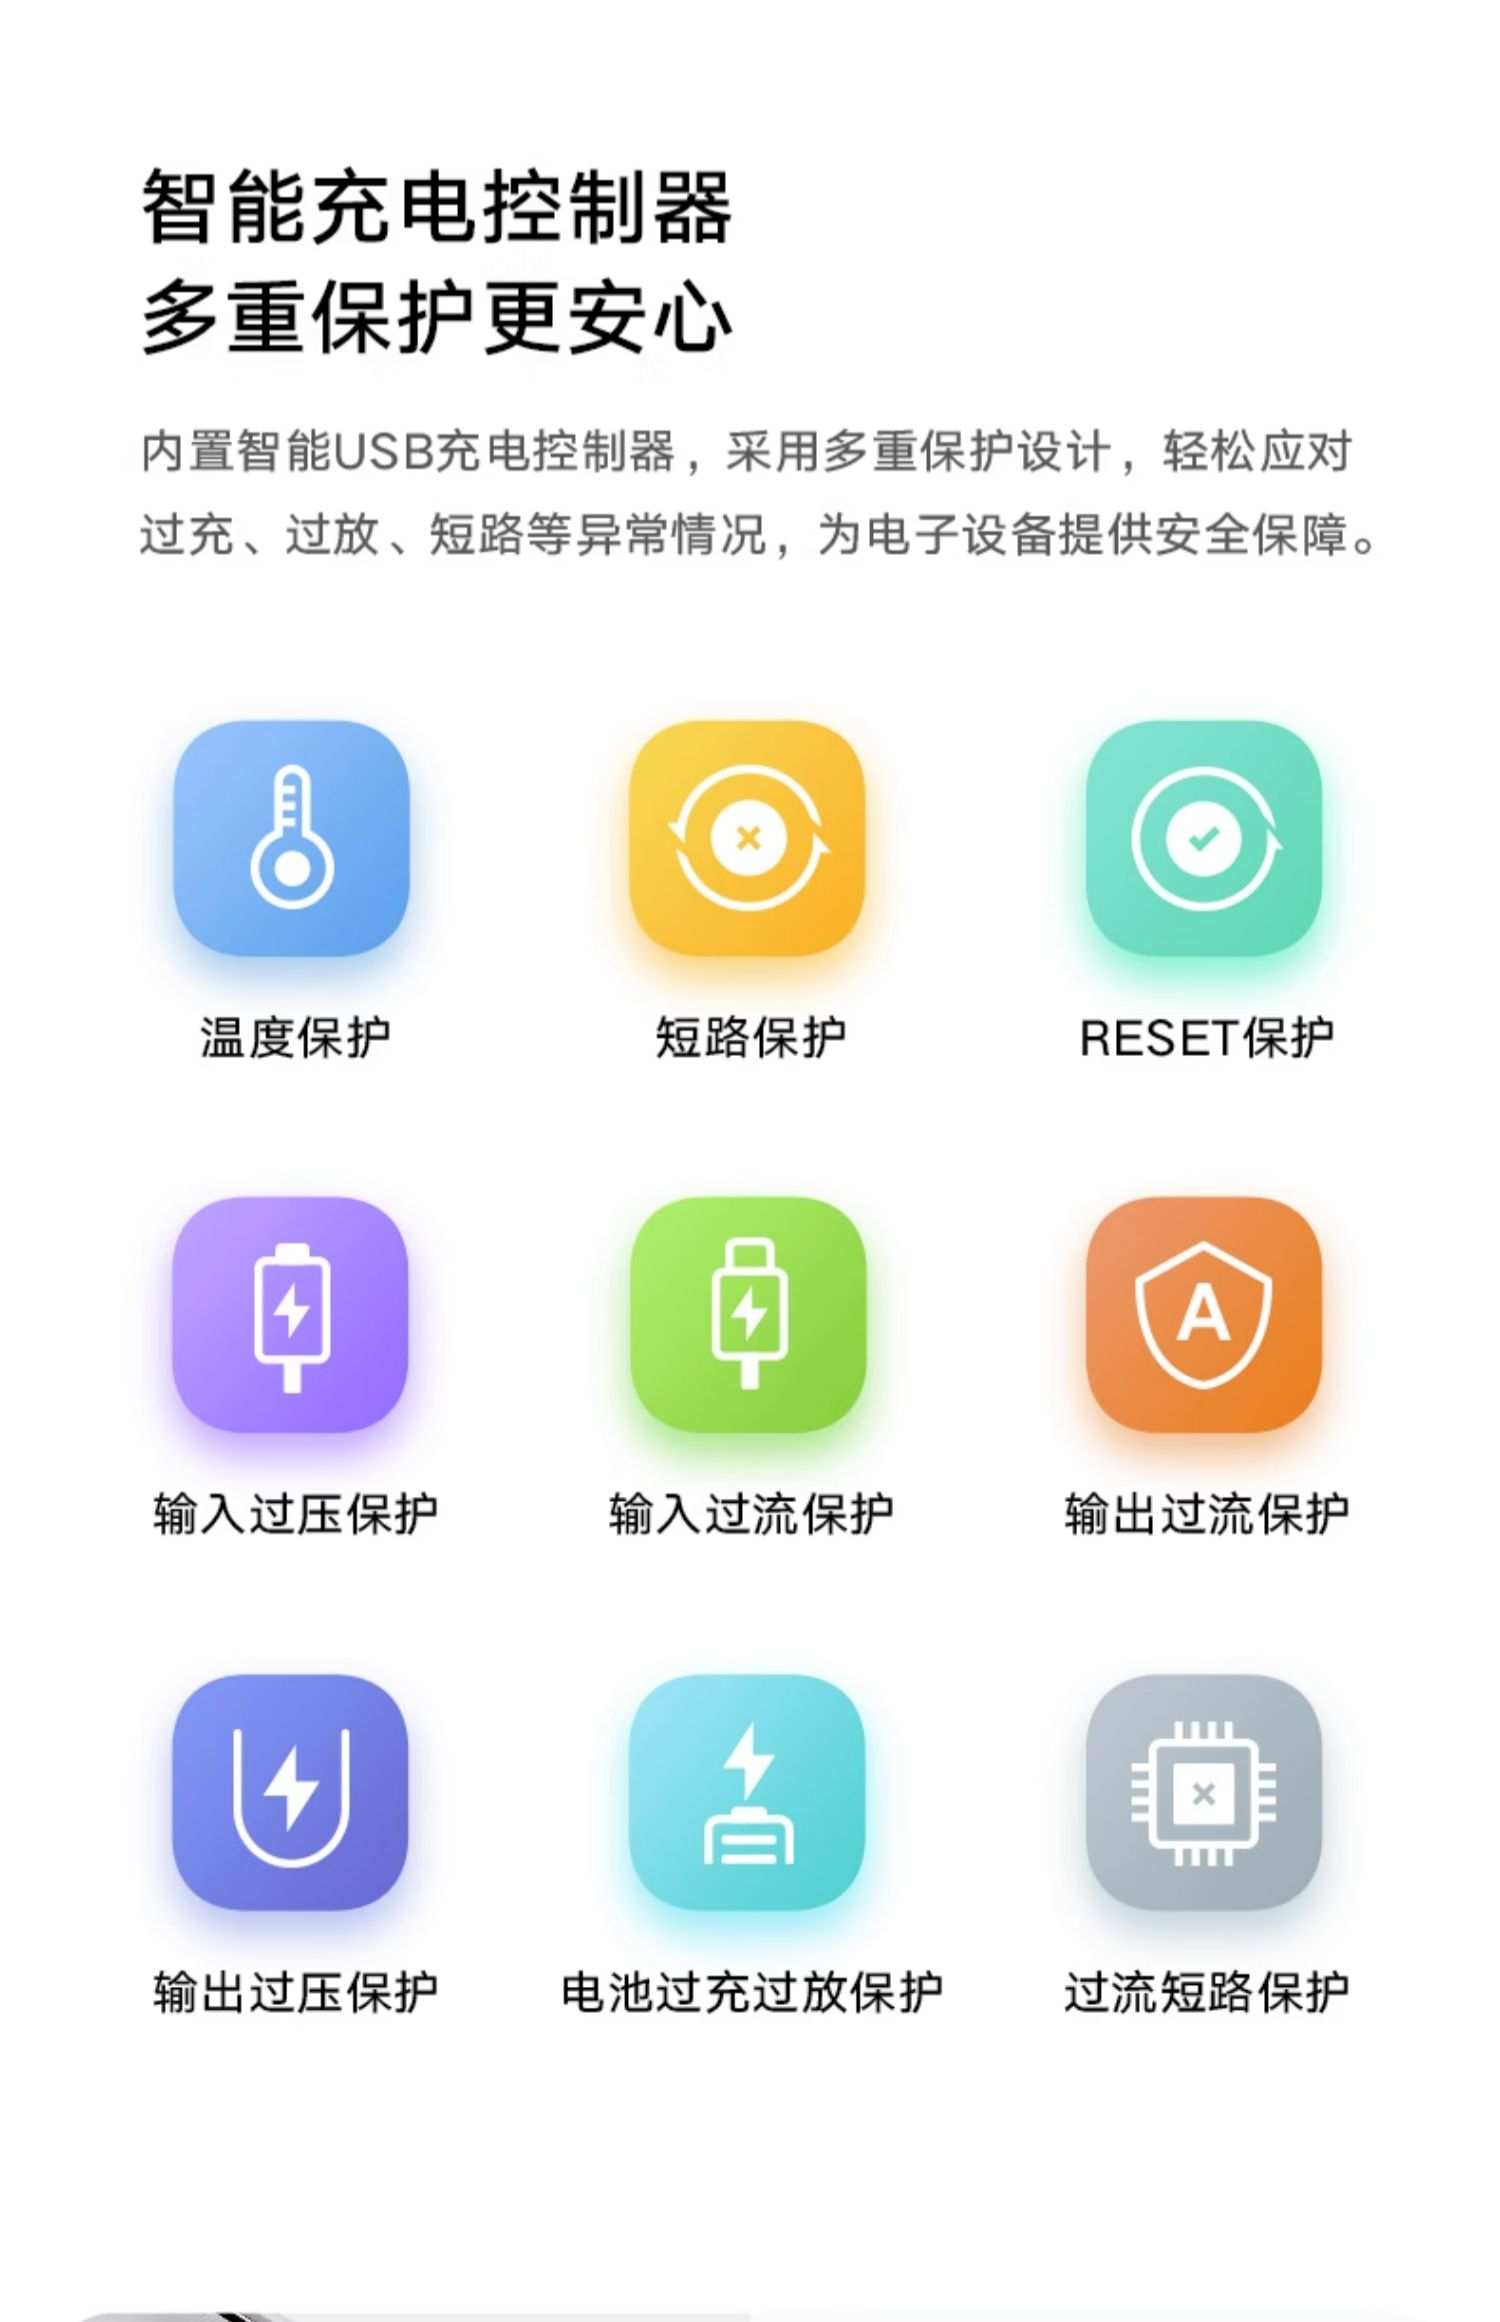 智能充电控制器
多重保护更安心
内置智能USB充电控制器，采用多重保护设计，轻松应对
过充、过放、短路等异常情况，为电子设备提供安全保障。
温度保护
短路保护
RESET保护
输入过压保护
输入过流保护
A
输出过流保护
输出过压保护
电池过充过放保护
过流短路保护